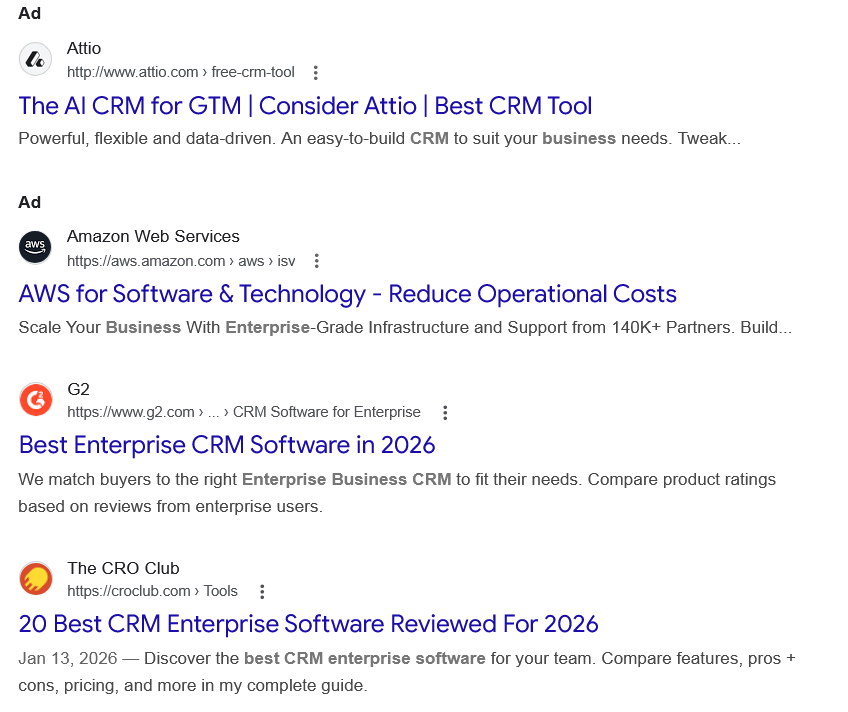 Ad
Attio
http://www.attio.com › free-crm-tool
The AI CRM for GTM | Consider Attio | Best CRM Tool
Powerful, flexible and data-driven. An easy-to-build CRM to suit your business needs. Tweak...
Ad
aws
Amazon Web Services
https://aws.amazon.com › aws › isv
AWS for Software & Technology - Reduce Operational Costs
Scale Your Business With Enterprise-Grade Infrastructure and Support from 140K+ Partners. Build...
G2
https://www.g2.com › ... › CRM Software for Enterprise
Best Enterprise CRM Software in 2026
We match buyers to the right Enterprise Business CRM to fit their needs. Compare product ratings
based on reviews from enterprise users.
The CRO Club
https://croclub.com › Tools
20 Best CRM Enterprise Software Reviewed For 2026
Jan 13, 2026 — Discover the best CRM enterprise software for your team. Compare features, pros +
cons, pricing, and more in my complete guide.